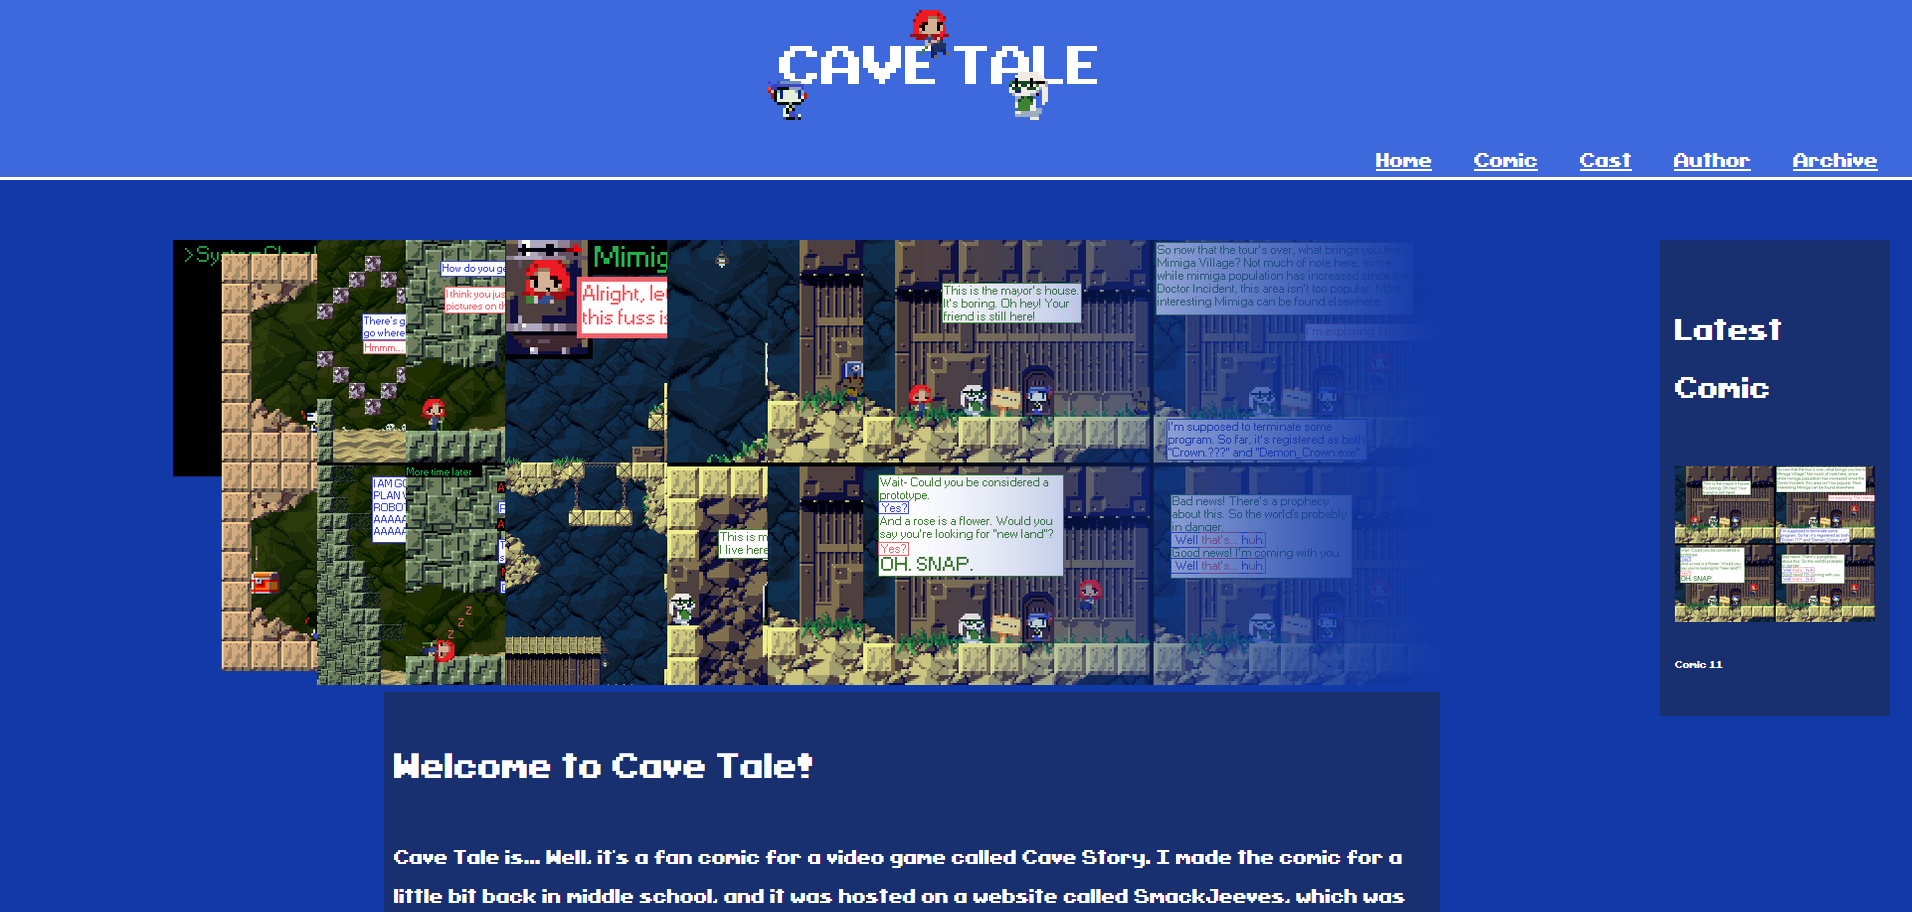 CAVE TALE
Home Comic Cast Author Archive
How do you
I think you jus
pictures on th
There's g
go where
Hmmm...
Alright, le
this fuss is
This is the mayor's house.
It's boring. Oh hey! Your
friend is still here!
So now that the tour's over, what brings you
Mimiga Village? Not much of note here, since
while mimiga population has increased since the
Doctor Incident, this area isn't too popular. Most
interesting Mimiga can be found elsewhere.
I'm exploring.
I'm supposed to terminate some
program. So far, it's registered as both
"Crown.???" and "Demon_Crown.exe"
More time later
I AM GO
PLAN
ROBOT
AAAAA
AAAAA
This is m
I live here
Wait- Could you be considered a
prototype.
Yes?
And a rose is a flower. Would you
say you're looking for "new land"?
Yes?
OH. SNAP.
Bad news! There's a prophecy
about this. So the world's probably
in danger.
Well that's... huh.
Good news! I'm coming with you.
Well that's... huh.
z
z
z
Latest
Comic
Comic 11
Welcome to Cave Tale!
Cave Tale is... Well, it's a fan comic for a video game called Cave Story. I made the comic for a
little bit back in middle school, and it was hosted on a website called SmackJeeves, which was